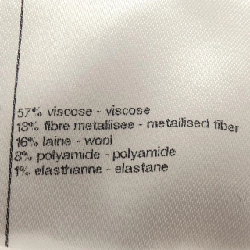 57% viscose - viscose
18% fibre metallisee - metallised fiber
16% laine - wool
8% polyamide - polyamide
1% elasthanne - elastane